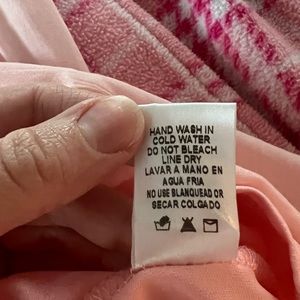 HAND WASH IN
COLD WATER
DO NOT BLEACH
LINE DRY
LAVAR A MANO EN
AGUA FRIA
NO USE BLANQUEADO OR
SECAR COLGADO